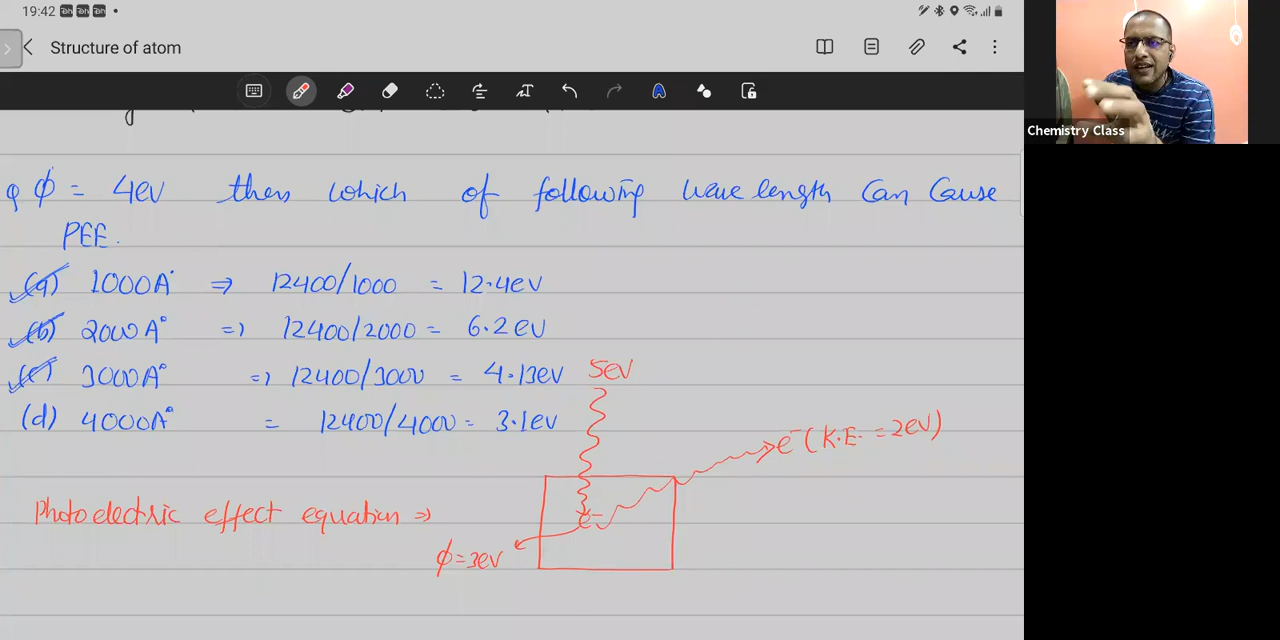 19:42
Structure of atom
Chemistry Class
Q ϕ = 4ev then which of following wavelength Can Cause
PEE.
(a) 1000A° ⇒ 12400/1000 = 12.4eV
(b) 2000A° => 12400/2000 = 6.2eV
(c) 3000A° => 12400/3000 = 4.13eV
5eV
(d) 4000A° = 12400/4000 = 3.1eV
e⁻ (K.E. = 2eV)
Photoelectric effect equation ⇒
e⁻
ϕ = 3eV